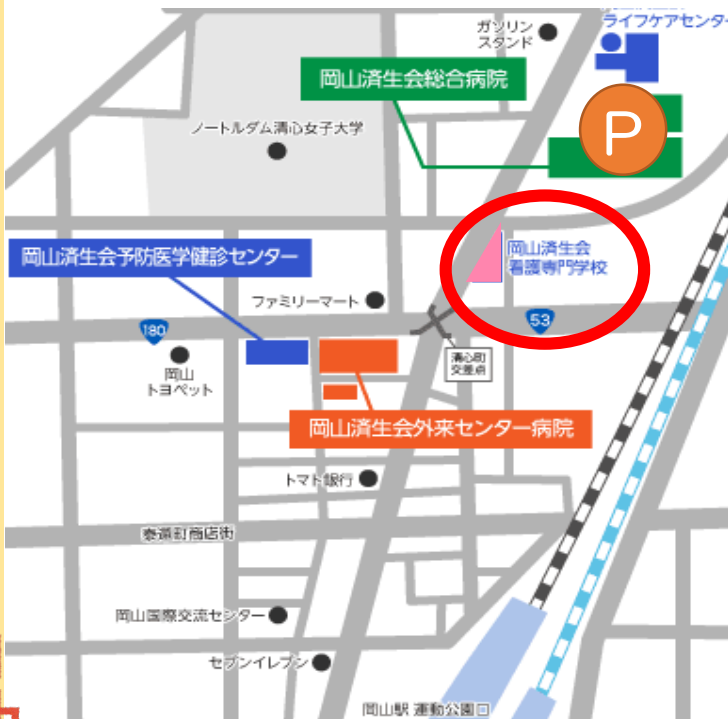 ライフケアセンター
ガソリン
スタンド
岡山済生会総合病院
P
ノートルダム清心女子大学
岡山済生会
看護専門学校
岡山済生会予防医学健診センター
ファミリーマート
180
53
清心町
交差点
岡山
トヨペット
岡山済生会外来センター病院
トマト銀行
奉還町商店街
岡山国際交流センター
セブンイレブン
岡山駅 運動公園口